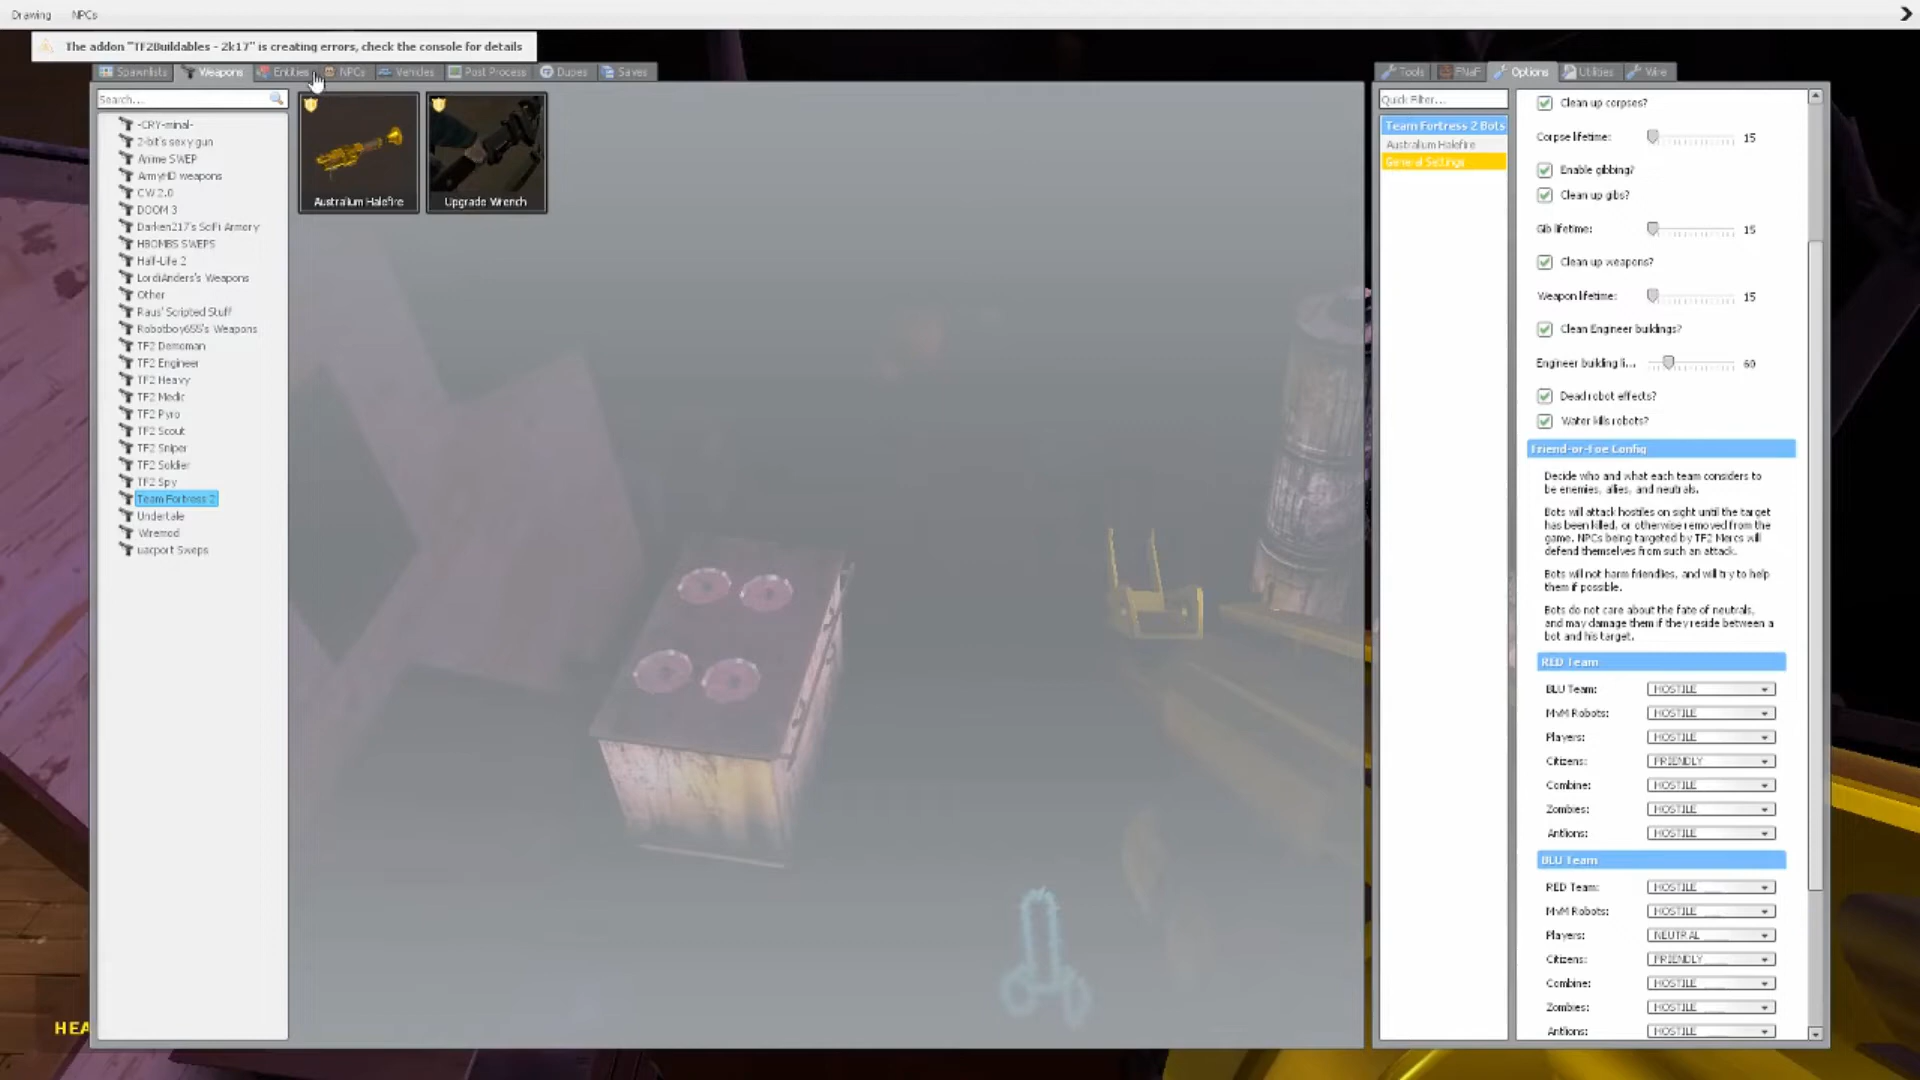 Drawing NPCs
The addon "TF2Buildables - 2k17" is creating errors, check the console for details
Spawnlists Weapons Entities NPCs Vehicles Post Process Dupes Saves
Search...
-CRY-minal-
2-bit's sexy gun
Anime SWEP
ArmyHD weapons
CW 2.0
DOOM 3
Darken217's SciFi Armory
HBOMBS SWEPS
Half-Life 2
LordiAnders's Weapons
Other
Raus' Scripted Stuff
Robotboy655's Weapons
TF2 Demoman
TF2 Engineer
TF2 Heavy
TF2 Medic
TF2 Pyro
TF2 Scout
TF2 Sniper
TF2 Soldier
TF2 Spy
Team Fortress 2
Undertale
Wiremod
uacport Sweps
Australium Halefire
Upgrade Wrench
HEA
Tools FNaF Options Utilities Wire
Quick Filter...
Team Fortress 2 Bots
Australium Halefire
General Settings
Clean up corpses?
Corpse lifetime: 15
Enable gibbing?
Clean up gibs?
Gib lifetime: 15
Clean up weapons?
Weapon lifetime: 15
Clean Engineer buildings?
Engineer building li... 60
Dead robot effects?
Water kills robots?
Friend-or-Foe Config
Decide who and what each team considers to
be enemies, allies, and neutrals.
Bots will attack hostiles on sight until the target
has been killed, or otherwise removed from the
game. NPCs being targeted by TF2 Mercs will
defend themselves from such an attack.
Bots will not harm friendlies, and will try to help
them if possible.
Bots do not care about the fate of neutrals,
and may damage them if they reside between a
bot and his target.
RED Team
BLU Team: HOSTILE
MvM Robots: HOSTILE
Players: HOSTILE
Citizens: FRIENDLY
Combine: HOSTILE
Zombies: HOSTILE
Antlions: HOSTILE
BLU Team
RED Team: HOSTILE
MvM Robots: HOSTILE
Players: NEUTRAL
Citizens: FRIENDLY
Combine: HOSTILE
Zombies: HOSTILE
Antlions: HOSTILE